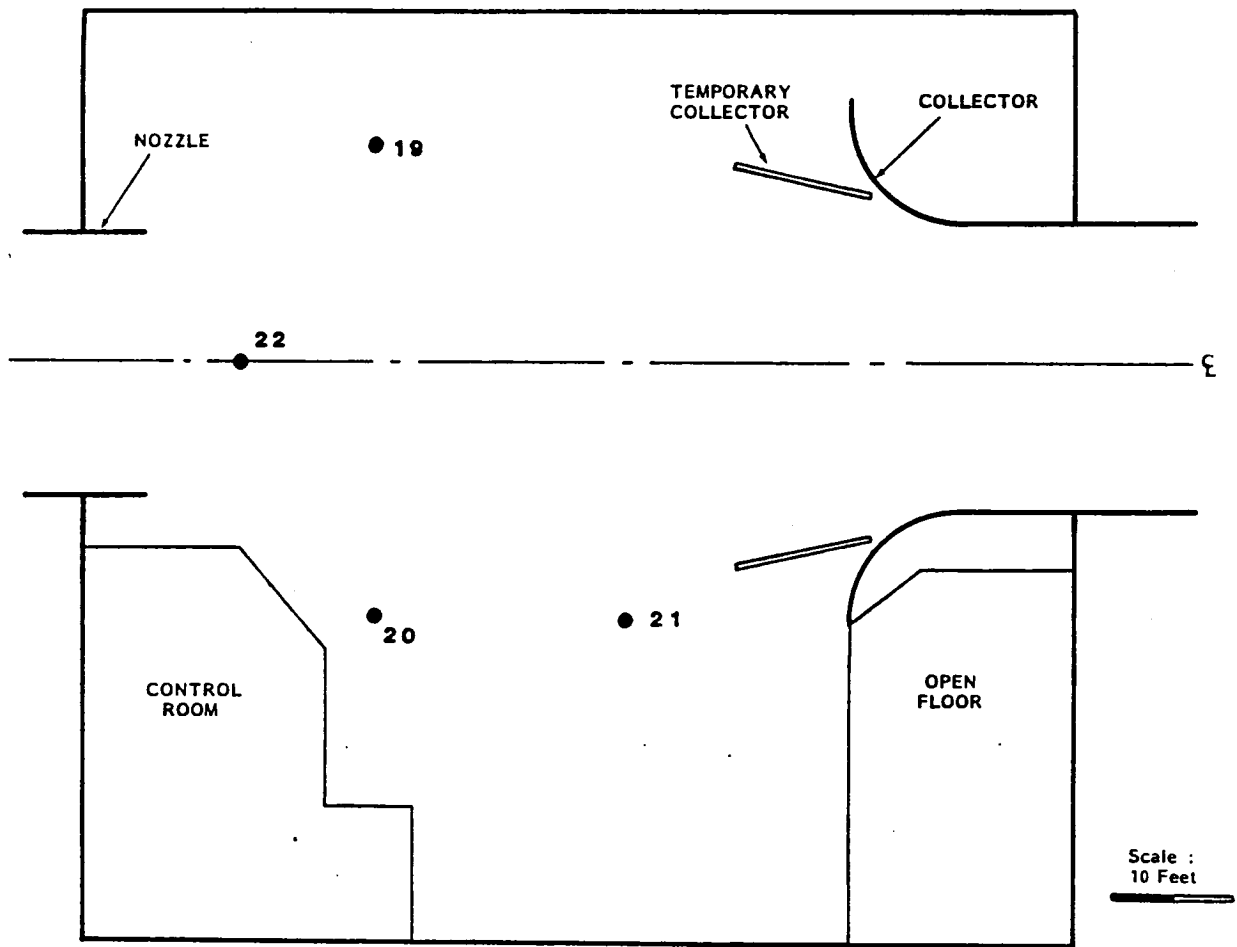 TEMPORARY
COLLECTOR
COLLECTOR
NOZZLE
19
22
℄
20
21
CONTROL
ROOM
OPEN
FLOOR
Scale :
10 Feet